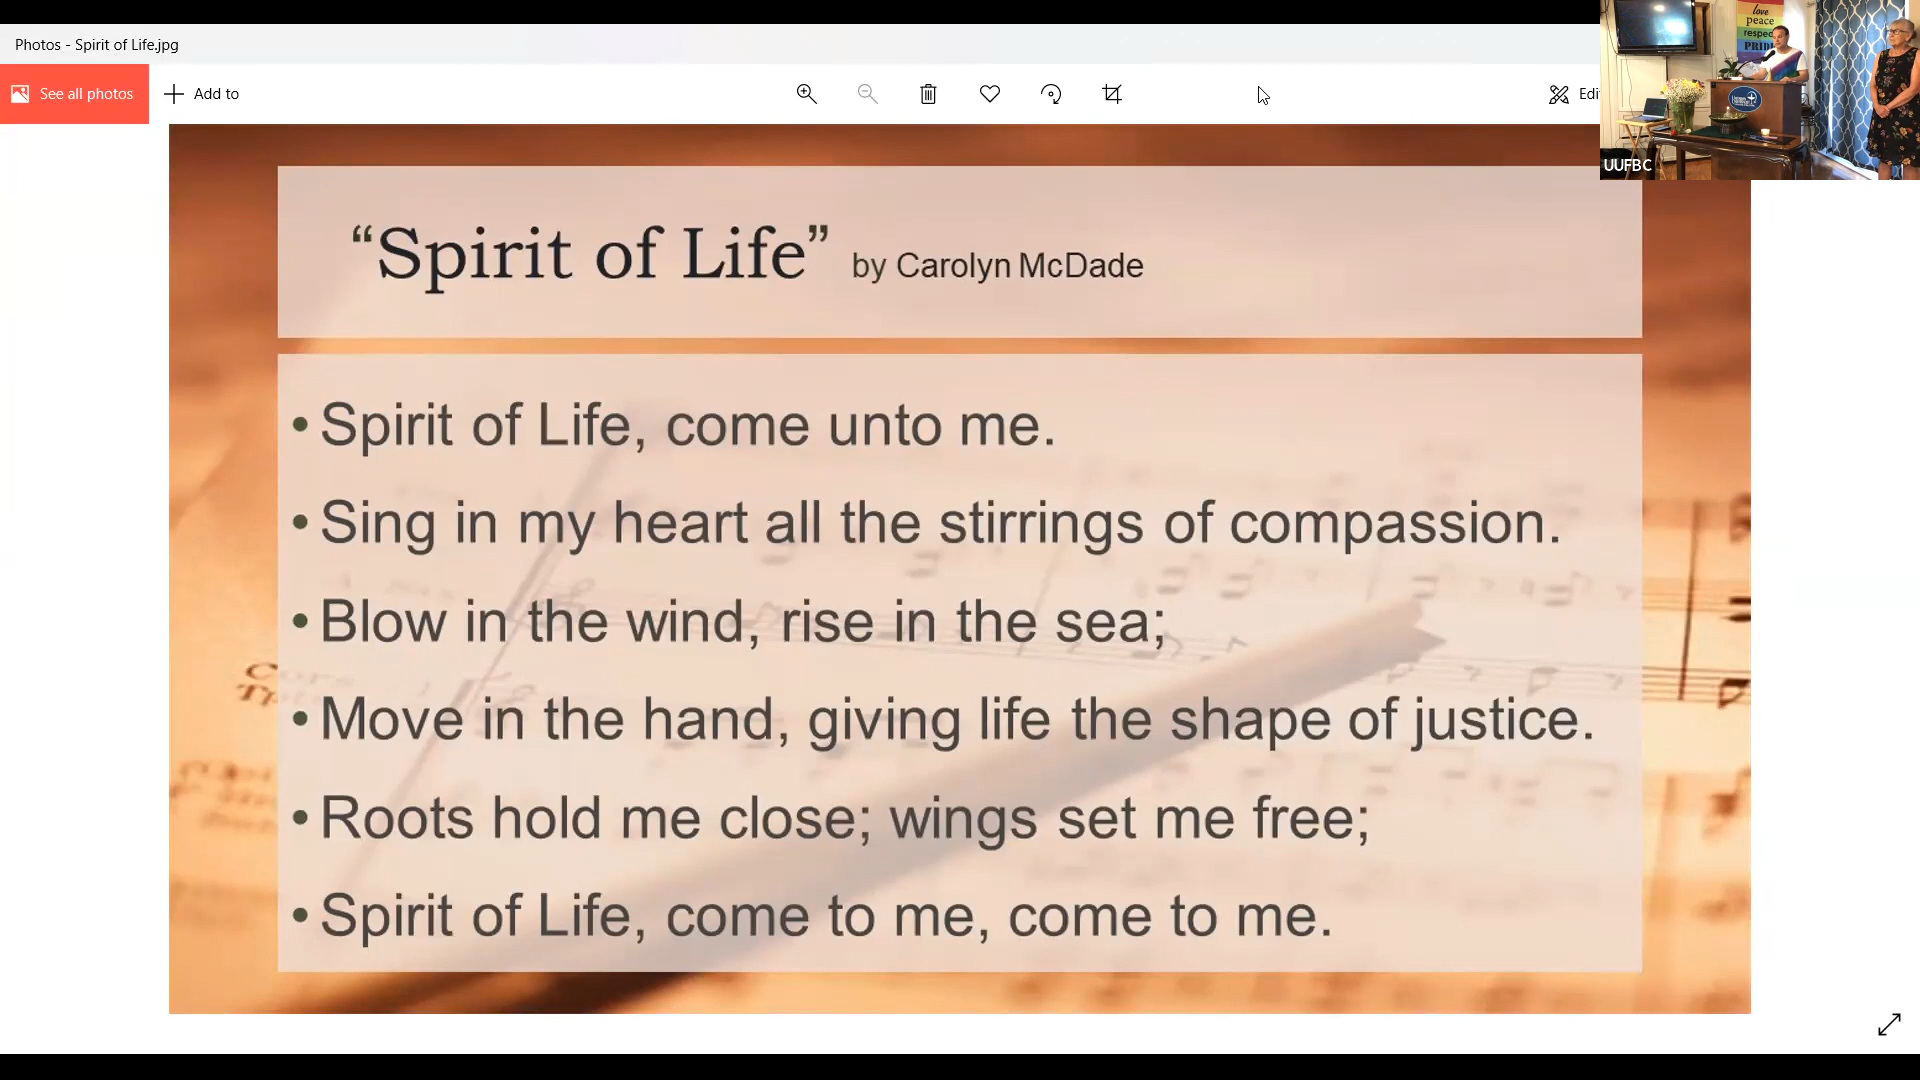 Photos - Spirit of Life.jpg
See all photos
Add to
love
peace
PRID
UUFBC
“Spirit of Life” by Carolyn McDade
• Spirit of Life, come unto me.
• Sing in my heart all the stirrings of compassion.
• Blow in the wind, rise in the sea;
• Move in the hand, giving life the shape of justice.
• Roots hold me close; wings set me free;
• Spirit of Life, come to me, come to me.